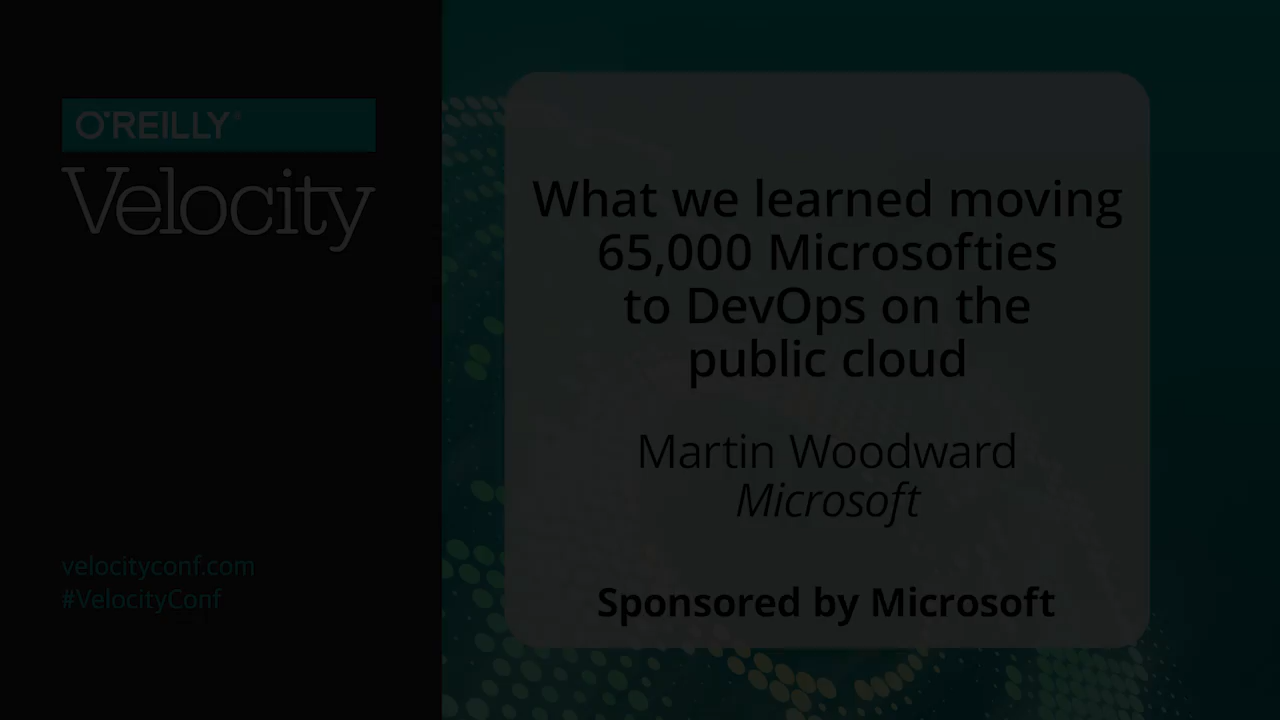 O'REILLY®
Velocity
velocityconf.com
#VelocityConf
What we learned moving
65,000 Microsofties
to DevOps on the
public cloud
Martin Woodward
Microsoft
Sponsored by Microsoft